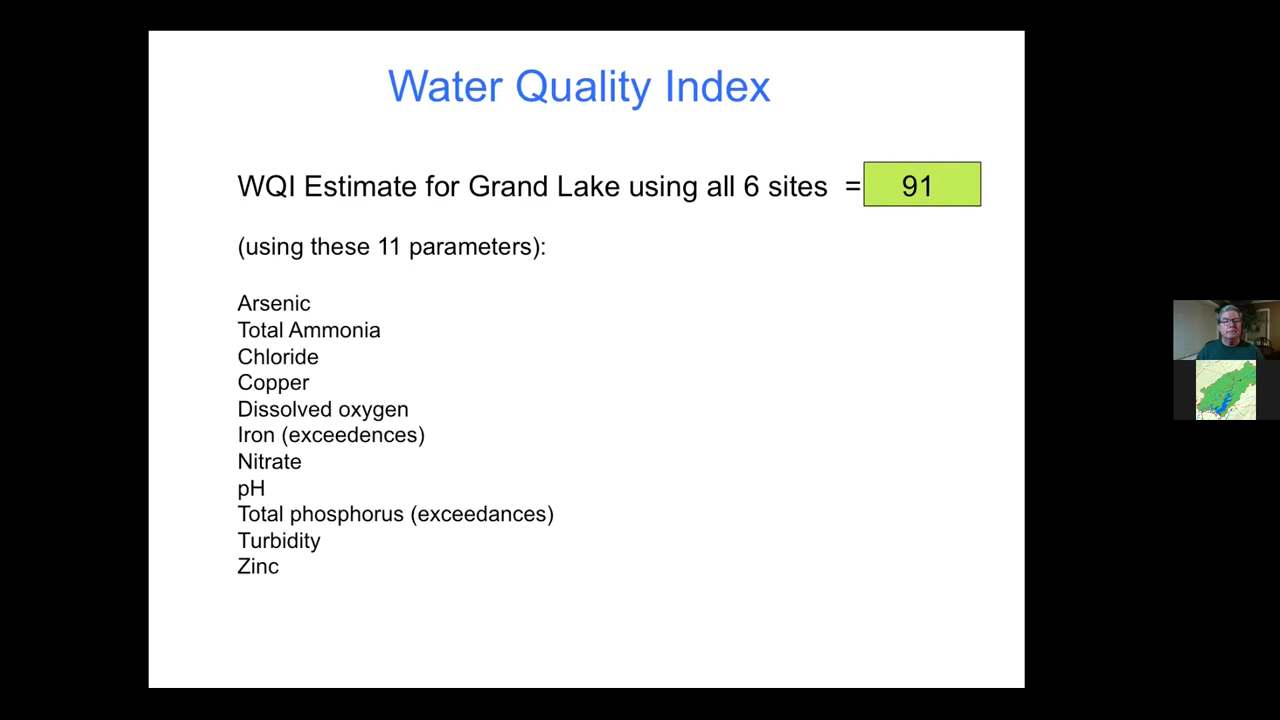 Water Quality Index
WQI Estimate for Grand Lake using all 6 sites = 91
(using these 11 parameters):
Arsenic
Total Ammonia
Chloride
Copper
Dissolved oxygen
Iron (exceedences)
Nitrate
pH
Total phosphorus (exceedances)
Turbidity
Zinc